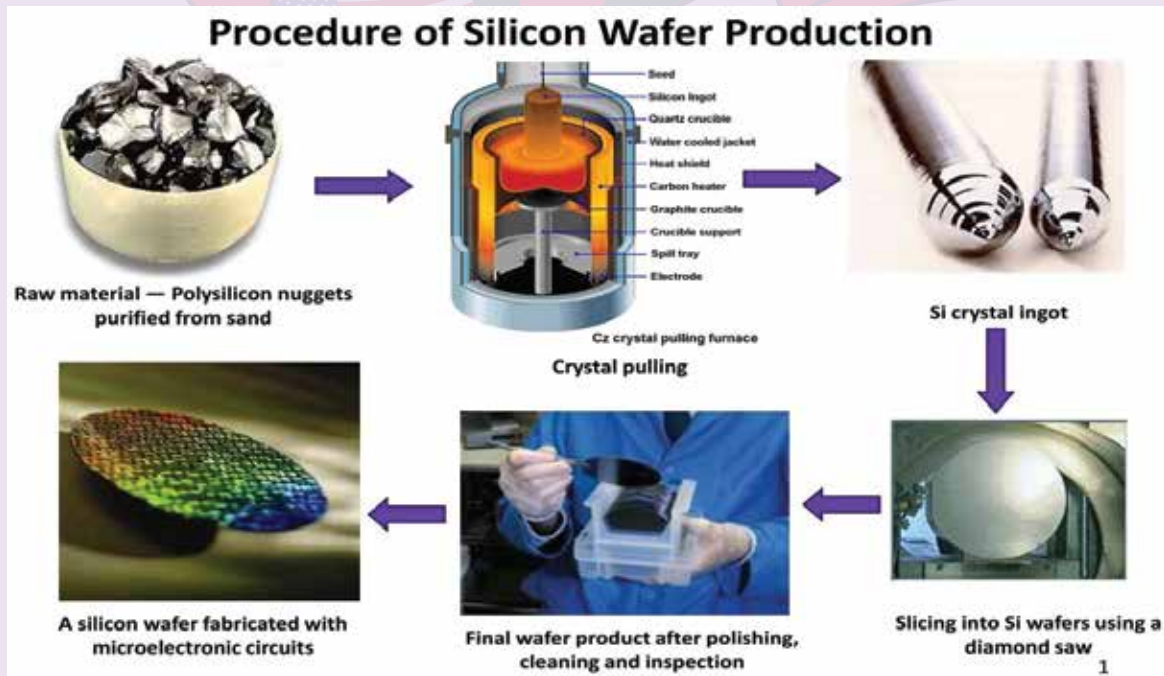 Procedure of Silicon Wafer Production
Seed
Silicon Ingot
Quartz crucible
Water cooled jacket
Heat shield
Carbon heater
Graphite crucible
Crucible support
Spill tray
Electrode
Raw material — Polysilicon nuggets
purified from sand
Cz crystal pulling furnace
Crystal pulling
Si crystal ingot
A silicon wafer fabricated with
microelectronic circuits
Final wafer product after polishing,
cleaning and inspection
Slicing into Si wafers using a
diamond saw
1